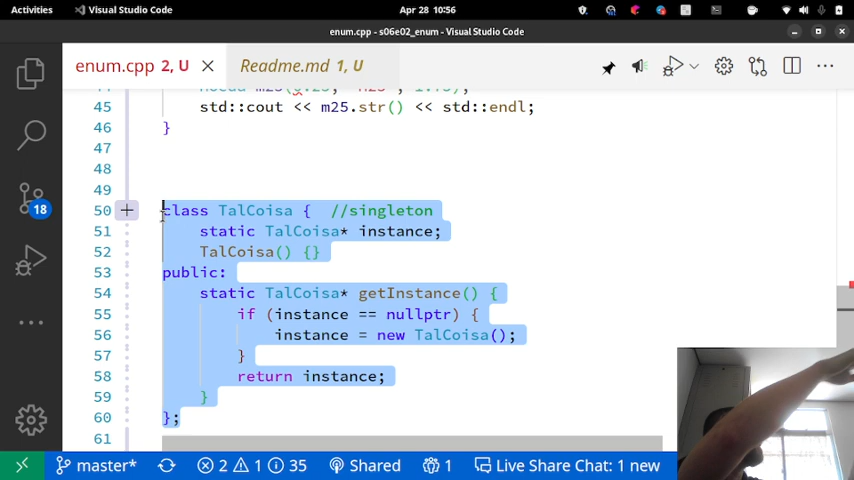 Activities Visual Studio Code Apr 28 10:56
enum.cpp - s06e02_enum - Visual Studio Code
enum.cpp 2, U Readme.md 1, U
45 std::cout << m25.str() << std::endl;
46 }
47
48
49
50 class TalCoisa { //singleton
51 static TalCoisa* instance;
52 TalCoisa() {}
53 public:
54 static TalCoisa* getInstance() {
55 if (instance == nullptr) {
56 instance = new TalCoisa();
57 }
58 return instance;
59 }
60 };
61
18
master* 2 1 35 Shared 1 Live Share Chat: 1 new